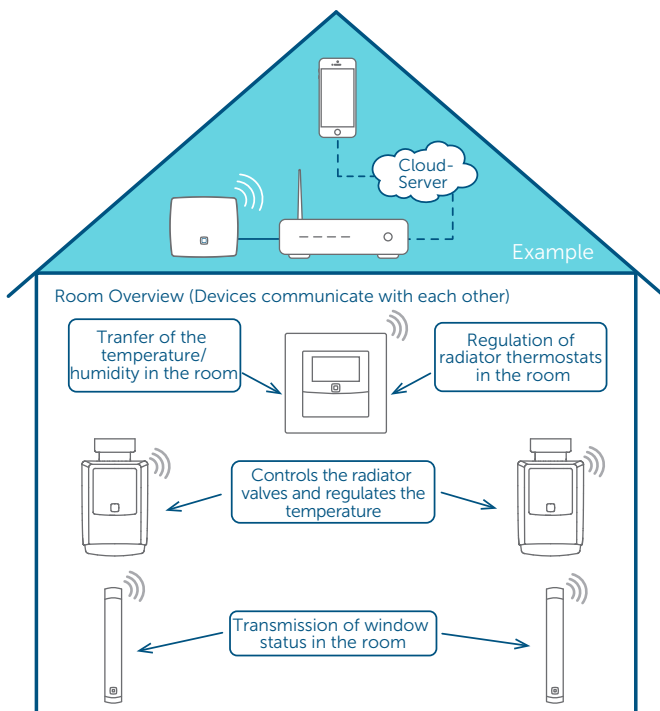 Cloud-
Server
Example
Room Overview (Devices communicate with each other)
Tranfer of the
temperature/
humidity in the room
Regulation of
radiator thermostats
in the room
Controls the radiator
valves and regulates the
temperature
Transmission of window
status in the room